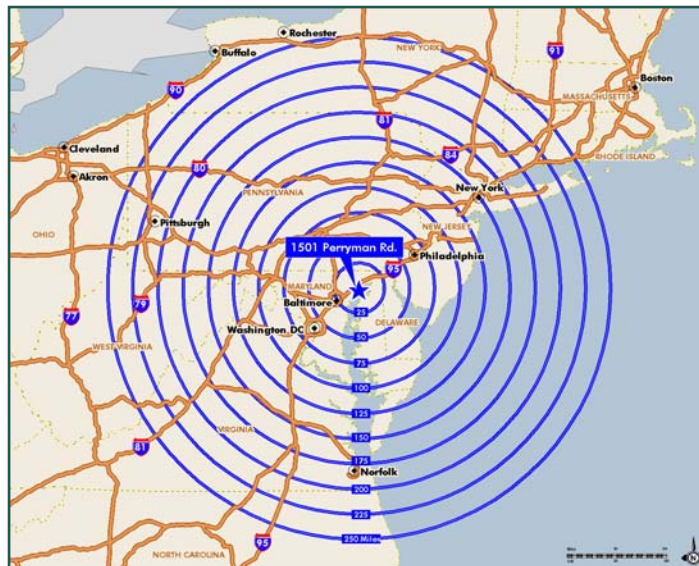 Rochester
NEW YORK
Buffalo
91
90
MASSACHUSETTS
Boston
81
Cleveland
84
RHODE ISLAND
80
Akron
New York
PENNSYLVANIA
OHIO
Pittsburgh
NEW JERSEY
1501 Perryman Rd.
Philadelphia
95
MARYLAND
Baltimore
79
77
25
DELAWARE
Washington DC
50
WEST VIRGINIA
75
100
125
VIRGINIA
150
81
175
Norfolk
200
225
95
250 Miles
NORTH CAROLINA
N